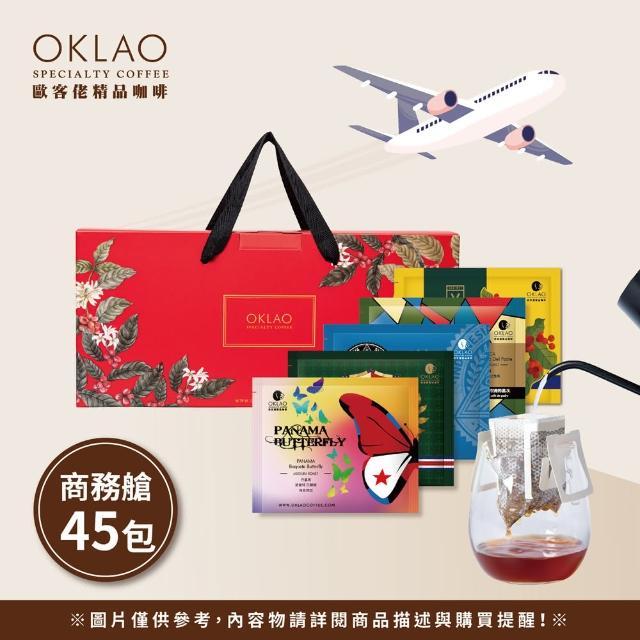 OKLAO
SPECIALTY COFFEE
歐客佬精品咖啡
OKLAO
SPECIALTY COFFEE
PANAMA
BUTTERFLY
PANAMA
Boquete Butterfly
WWW.OKLAOCOFFEE.COM
商務艙
45包
※圖片僅供參考,內容物請詳閱商品描述與購買提醒!※